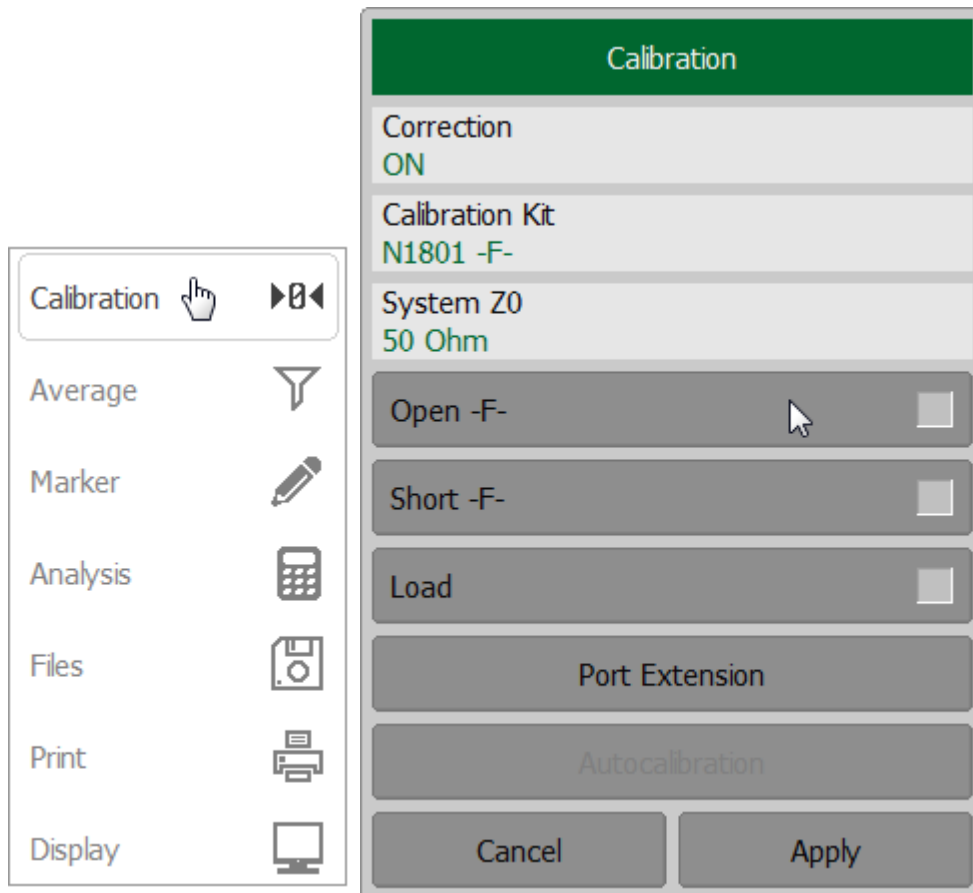 Calibration
Average
Marker
Analysis
Files
Print
Display
Calibration
Correction
ON
Calibration Kit
N1801 -F-
System Z0
50 Ohm
Open -F-
Short -F-
Load
Port Extension
Autocalibration
Cancel
Apply